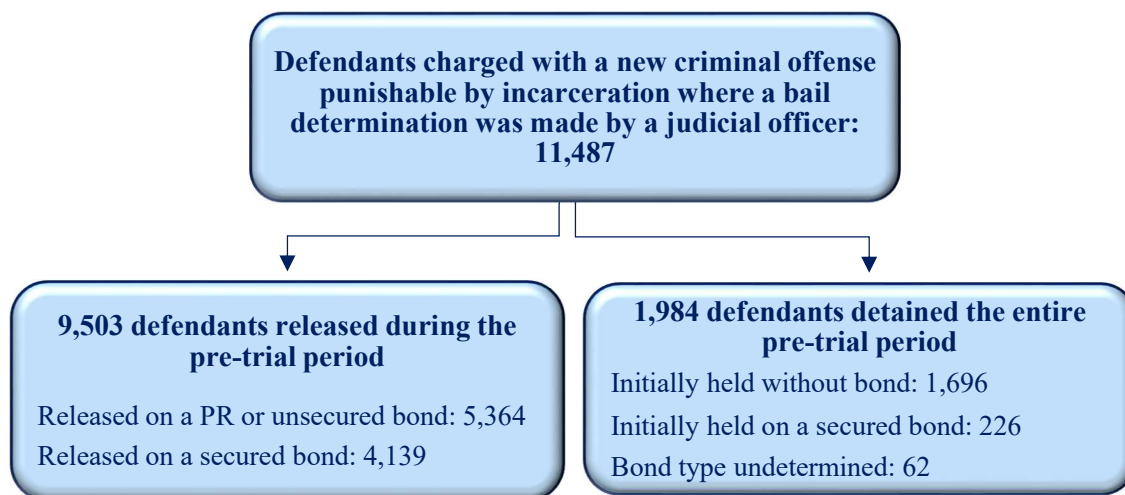 Defendants charged with a new criminal offense
punishable by incarceration where a bail
determination was made by a judicial officer:
11,487
9,503 defendants released during the
pre-trial period
Released on a PR or unsecured bond: 5,364
Released on a secured bond: 4,139
1,984 defendants detained the entire
pre-trial period
Initially held without bond: 1,696
Initially held on a secured bond: 226
Bond type undetermined: 62